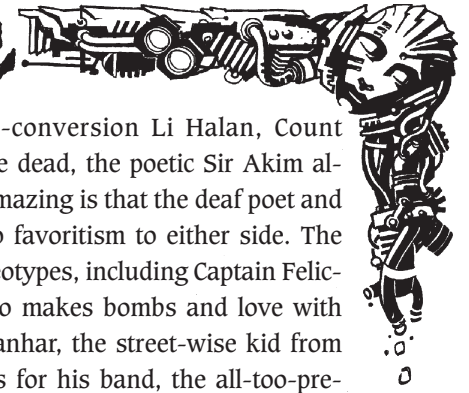 -conversion Li Halan, Count
e dead, the poetic Sir Akim al-
mazing is that the deaf poet and
o favoritism to either side. The
eotypes, including Captain Felic-
o makes bombs and love with
anhar, the street-wise kid from
s for his band, the all-too-pre-